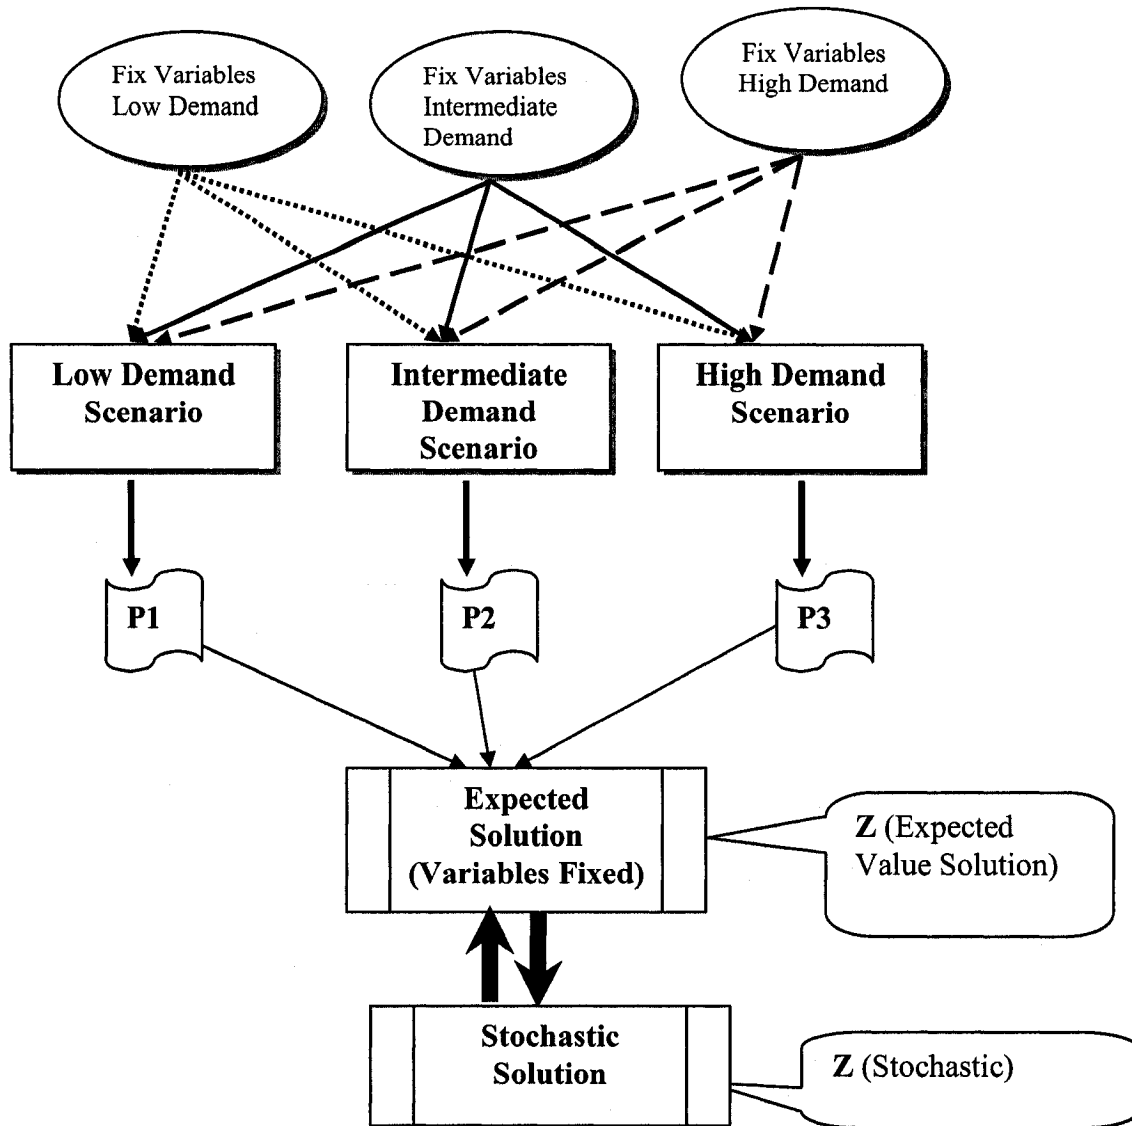 Fix Variables
Low Demand
Fix Variables
Intermediate
Demand
Fix Variables
High Demand
Low Demand
Scenario
Intermediate
Demand
Scenario
High Demand
Scenario
P1
P2
P3
Expected
Solution
(Variables Fixed)
Z (Expected
Value Solution)
Stochastic
Solution
Z (Stochastic)